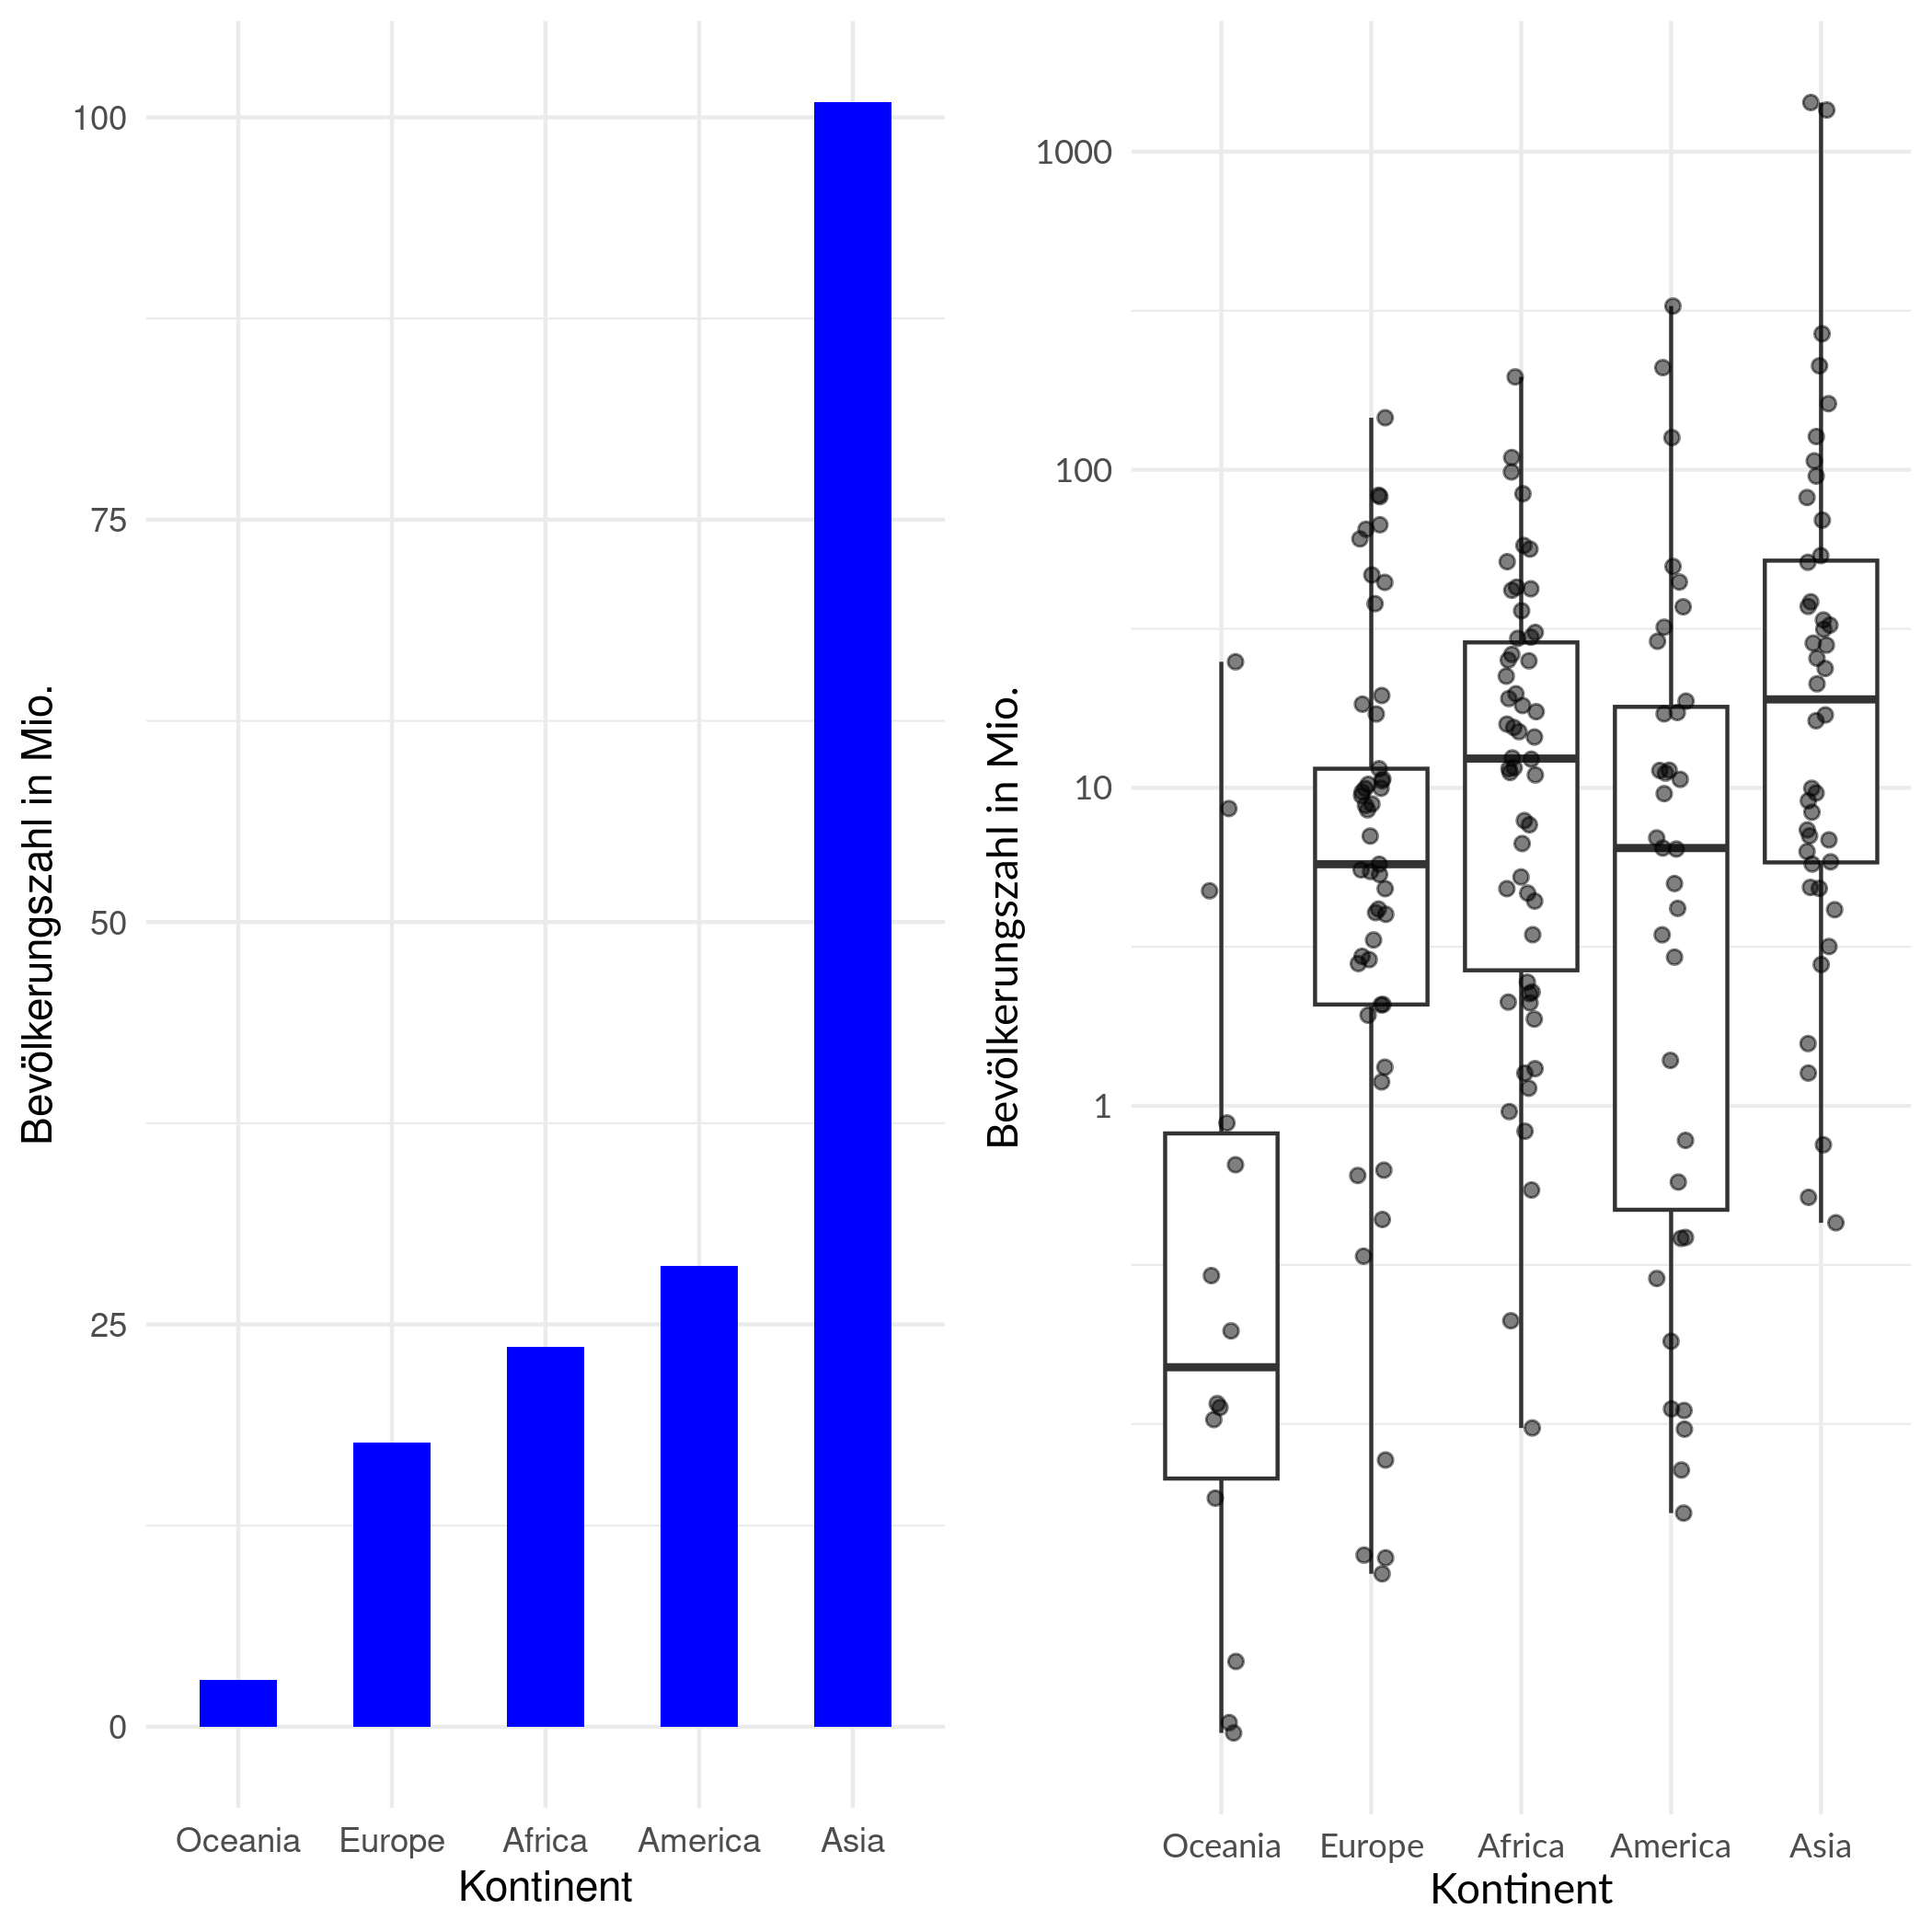 Bevölkerungszahl in Mio.
100
75
50
25
0
Oceania Europe Africa America Asia
Kontinent
Bevölkerungszahl in Mio.
1000
100
10
1
Oceania Europe Africa America Asia
Kontinent